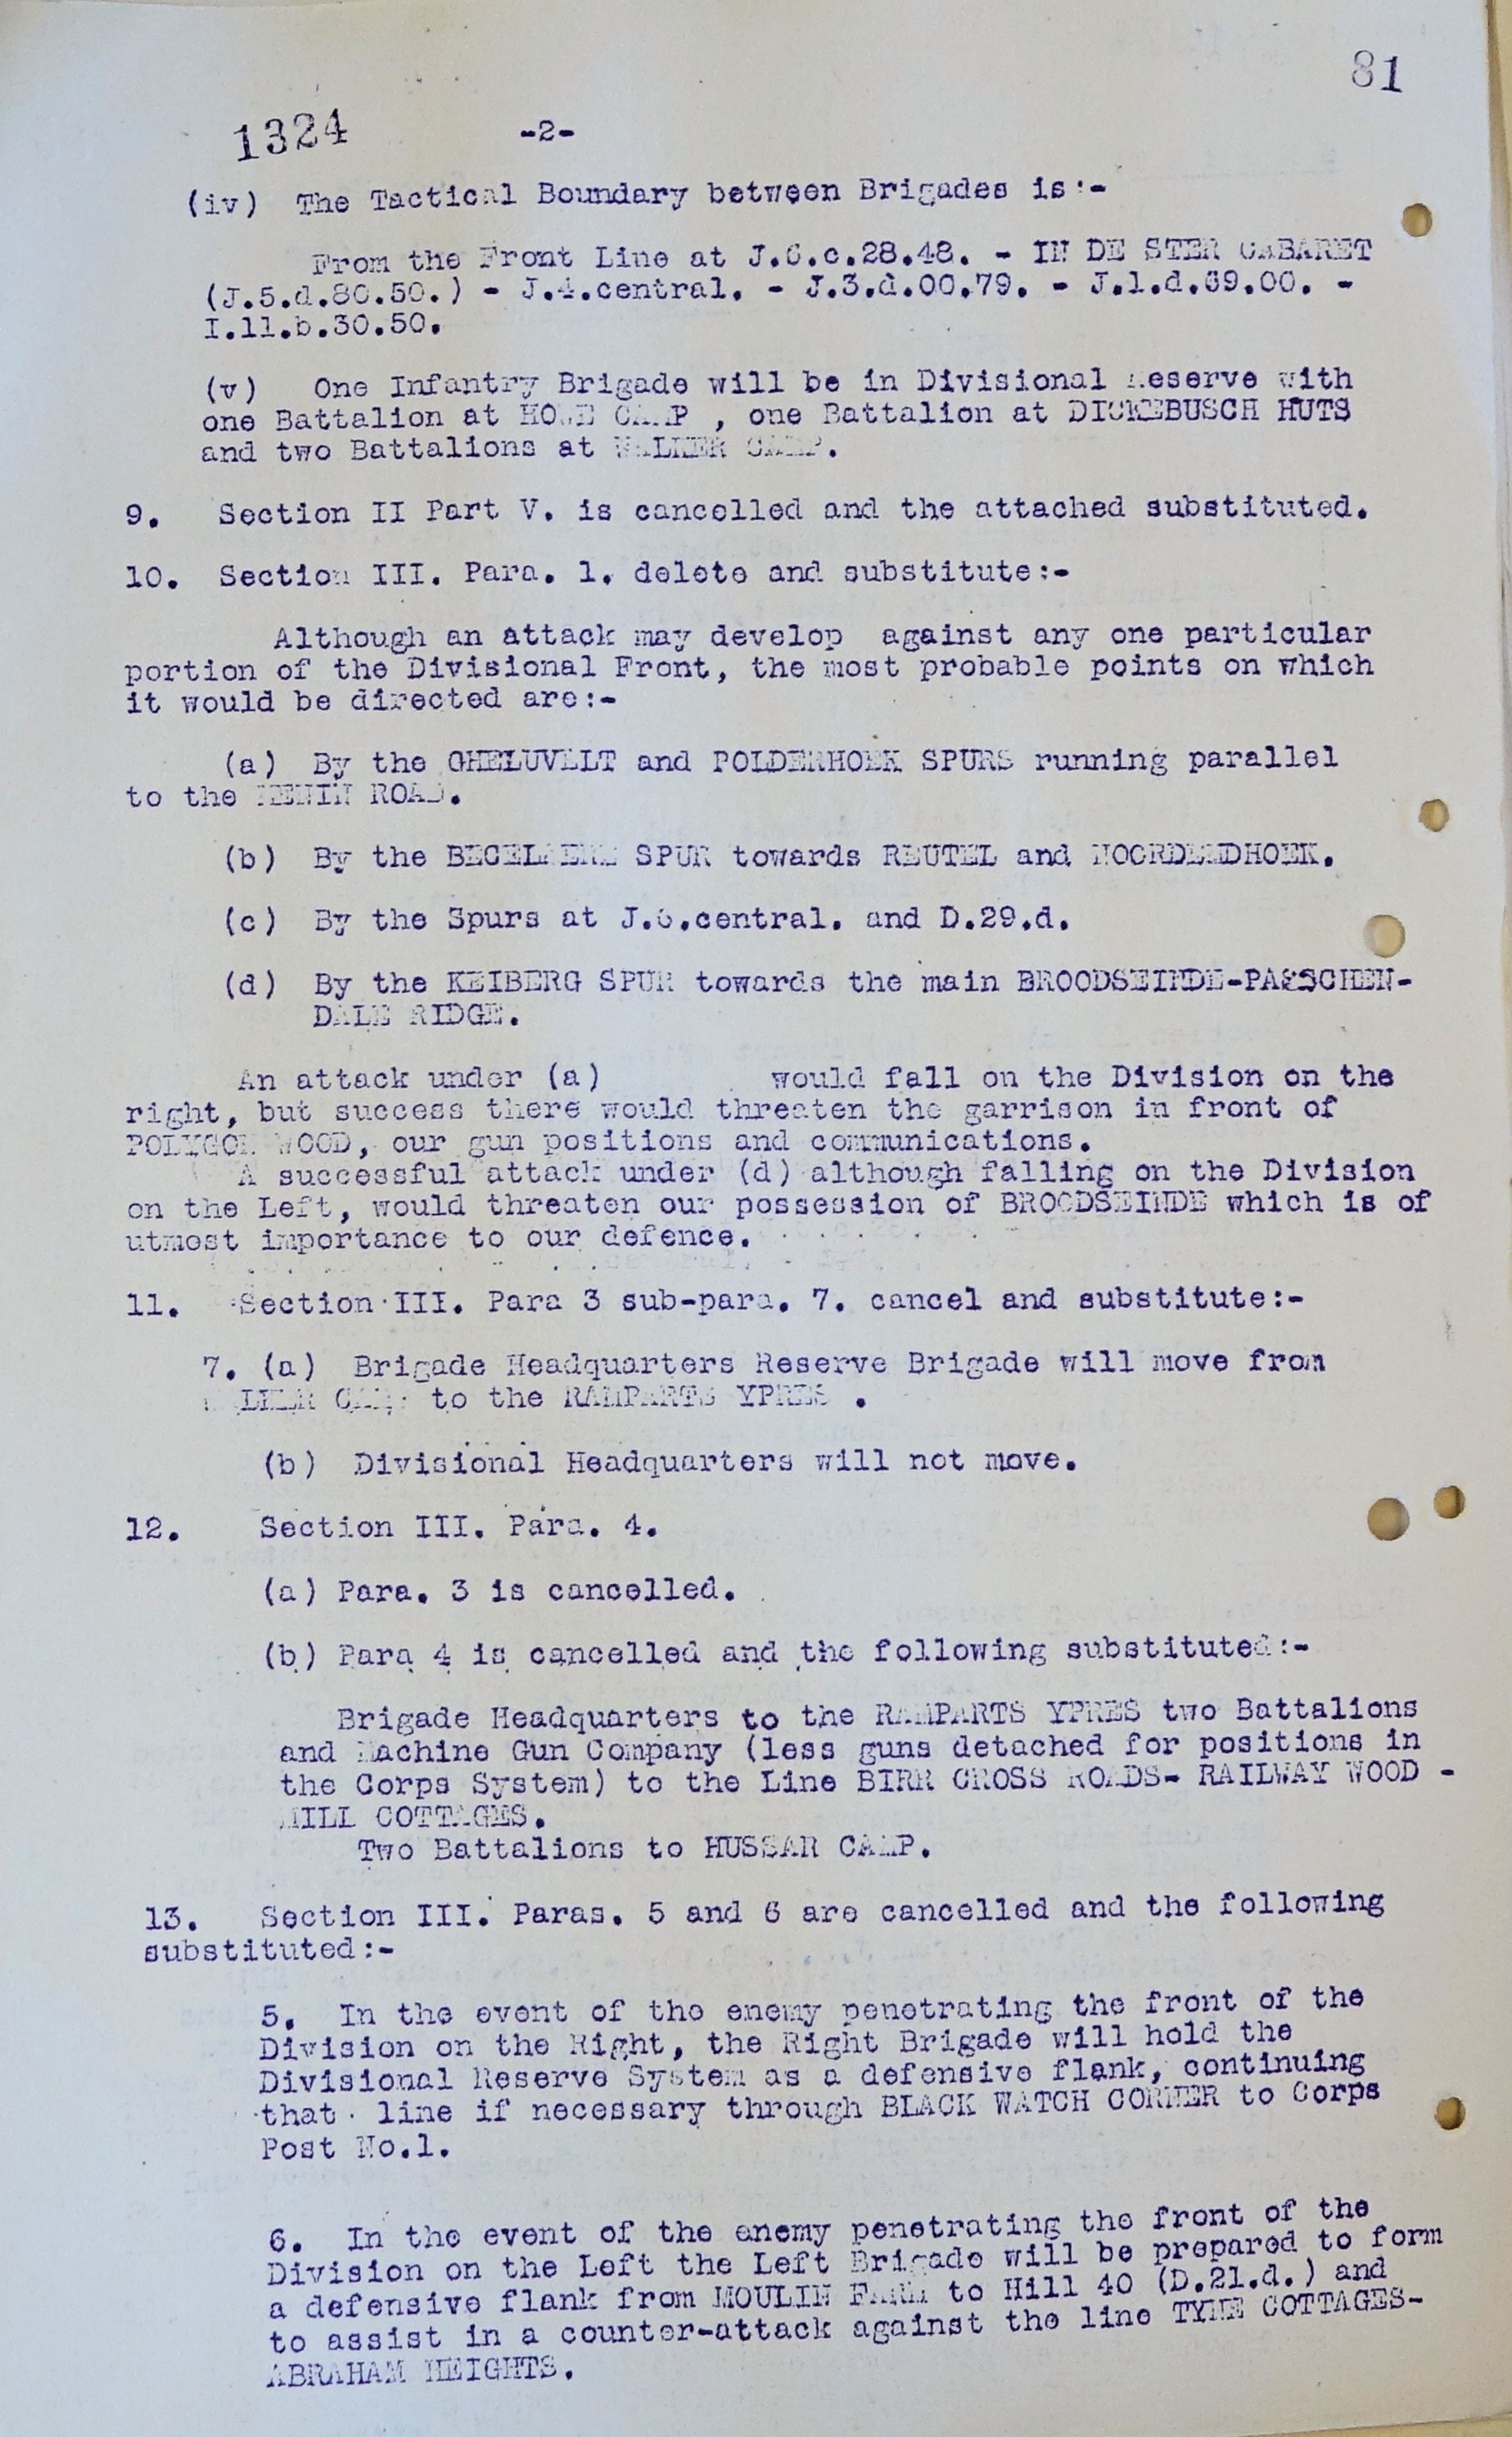 81
1324 -2-
(iv) The Tactical Boundary between Brigades is:-
From the Front Line at J.6.c.28.48. - IN DE STER CABARET
(J.5.d.80.50.) - J.4.central. - J.3.d.00.79. - J.1.d.69.00. -
I.11.b.30.50.
(v) One Infantry Brigade will be in Divisional Reserve with
one Battalion at HOWE CAMP , one Battalion at DICKEBUSCH HUTS
and two Battalions at WALKER CAMP.
9. Section II Part V. is cancelled and the attached substituted.
10. Section III. Para. 1. delete and substitute:-
Although an attack may develop against any one particular
portion of the Divisional Front, the most probable points on which
it would be directed are:-
(a) By the GHELUVELT and POLDERHOEK SPURS running parallel
to the MENIN ROAD.
(b) By the BECELAERE SPUR towards REUTEL and NOORDEMDHOEK.
(c) By the Spurs at J.6.central. and D.29.d.
(d) By the KEIBERG SPUR towards the main BROODSEINDE-PASSCHEN-
DALE RIDGE.
An attack under (a) would fall on the Division on the
right, but success there would threaten the garrison in front of
POLYGON WOOD, our gun positions and communications.
A successful attack under (d) although falling on the Division
on the Left, would threaten our possession of BROODSEINDE which is of
utmost importance to our defence.
11. Section III. Para 3 sub-para. 7. cancel and substitute:-
7. (a) Brigade Headquarters Reserve Brigade will move from
WALKER CAMP to the RAMPARTS YPRES .
(b) Divisional Headquarters will not move.
12. Section III. Para. 4.
(a) Para. 3 is cancelled.
(b) Para 4 is cancelled and the following substituted:-
Brigade Headquarters to the RAMPARTS YPRES two Battalions
and Machine Gun Company (less guns detached for positions in
the Corps System) to the Line BIRR CROSS ROADS- RAILWAY WOOD -
MILL COTTAGES.
Two Battalions to HUSSAR CAMP.
13. Section III. Paras. 5 and 6 are cancelled and the following
substituted:-
5. In the event of the enemy penetrating the front of the
Division on the Right, the Right Brigade will hold the
Divisional Reserve System as a defensive flank, continuing
that line if necessary through BLACK WATCH CORNER to Corps
Post No.1.
6. In the event of the enemy penetrating the front of the
Division on the Left the Left Brigade will be prepared to form
a defensive flank from MOULIN FARM to Hill 40 (D.21.d.) and
to assist in a counter-attack against the line TYNE COTTAGES-
ABRAHAM HEIGHTS.